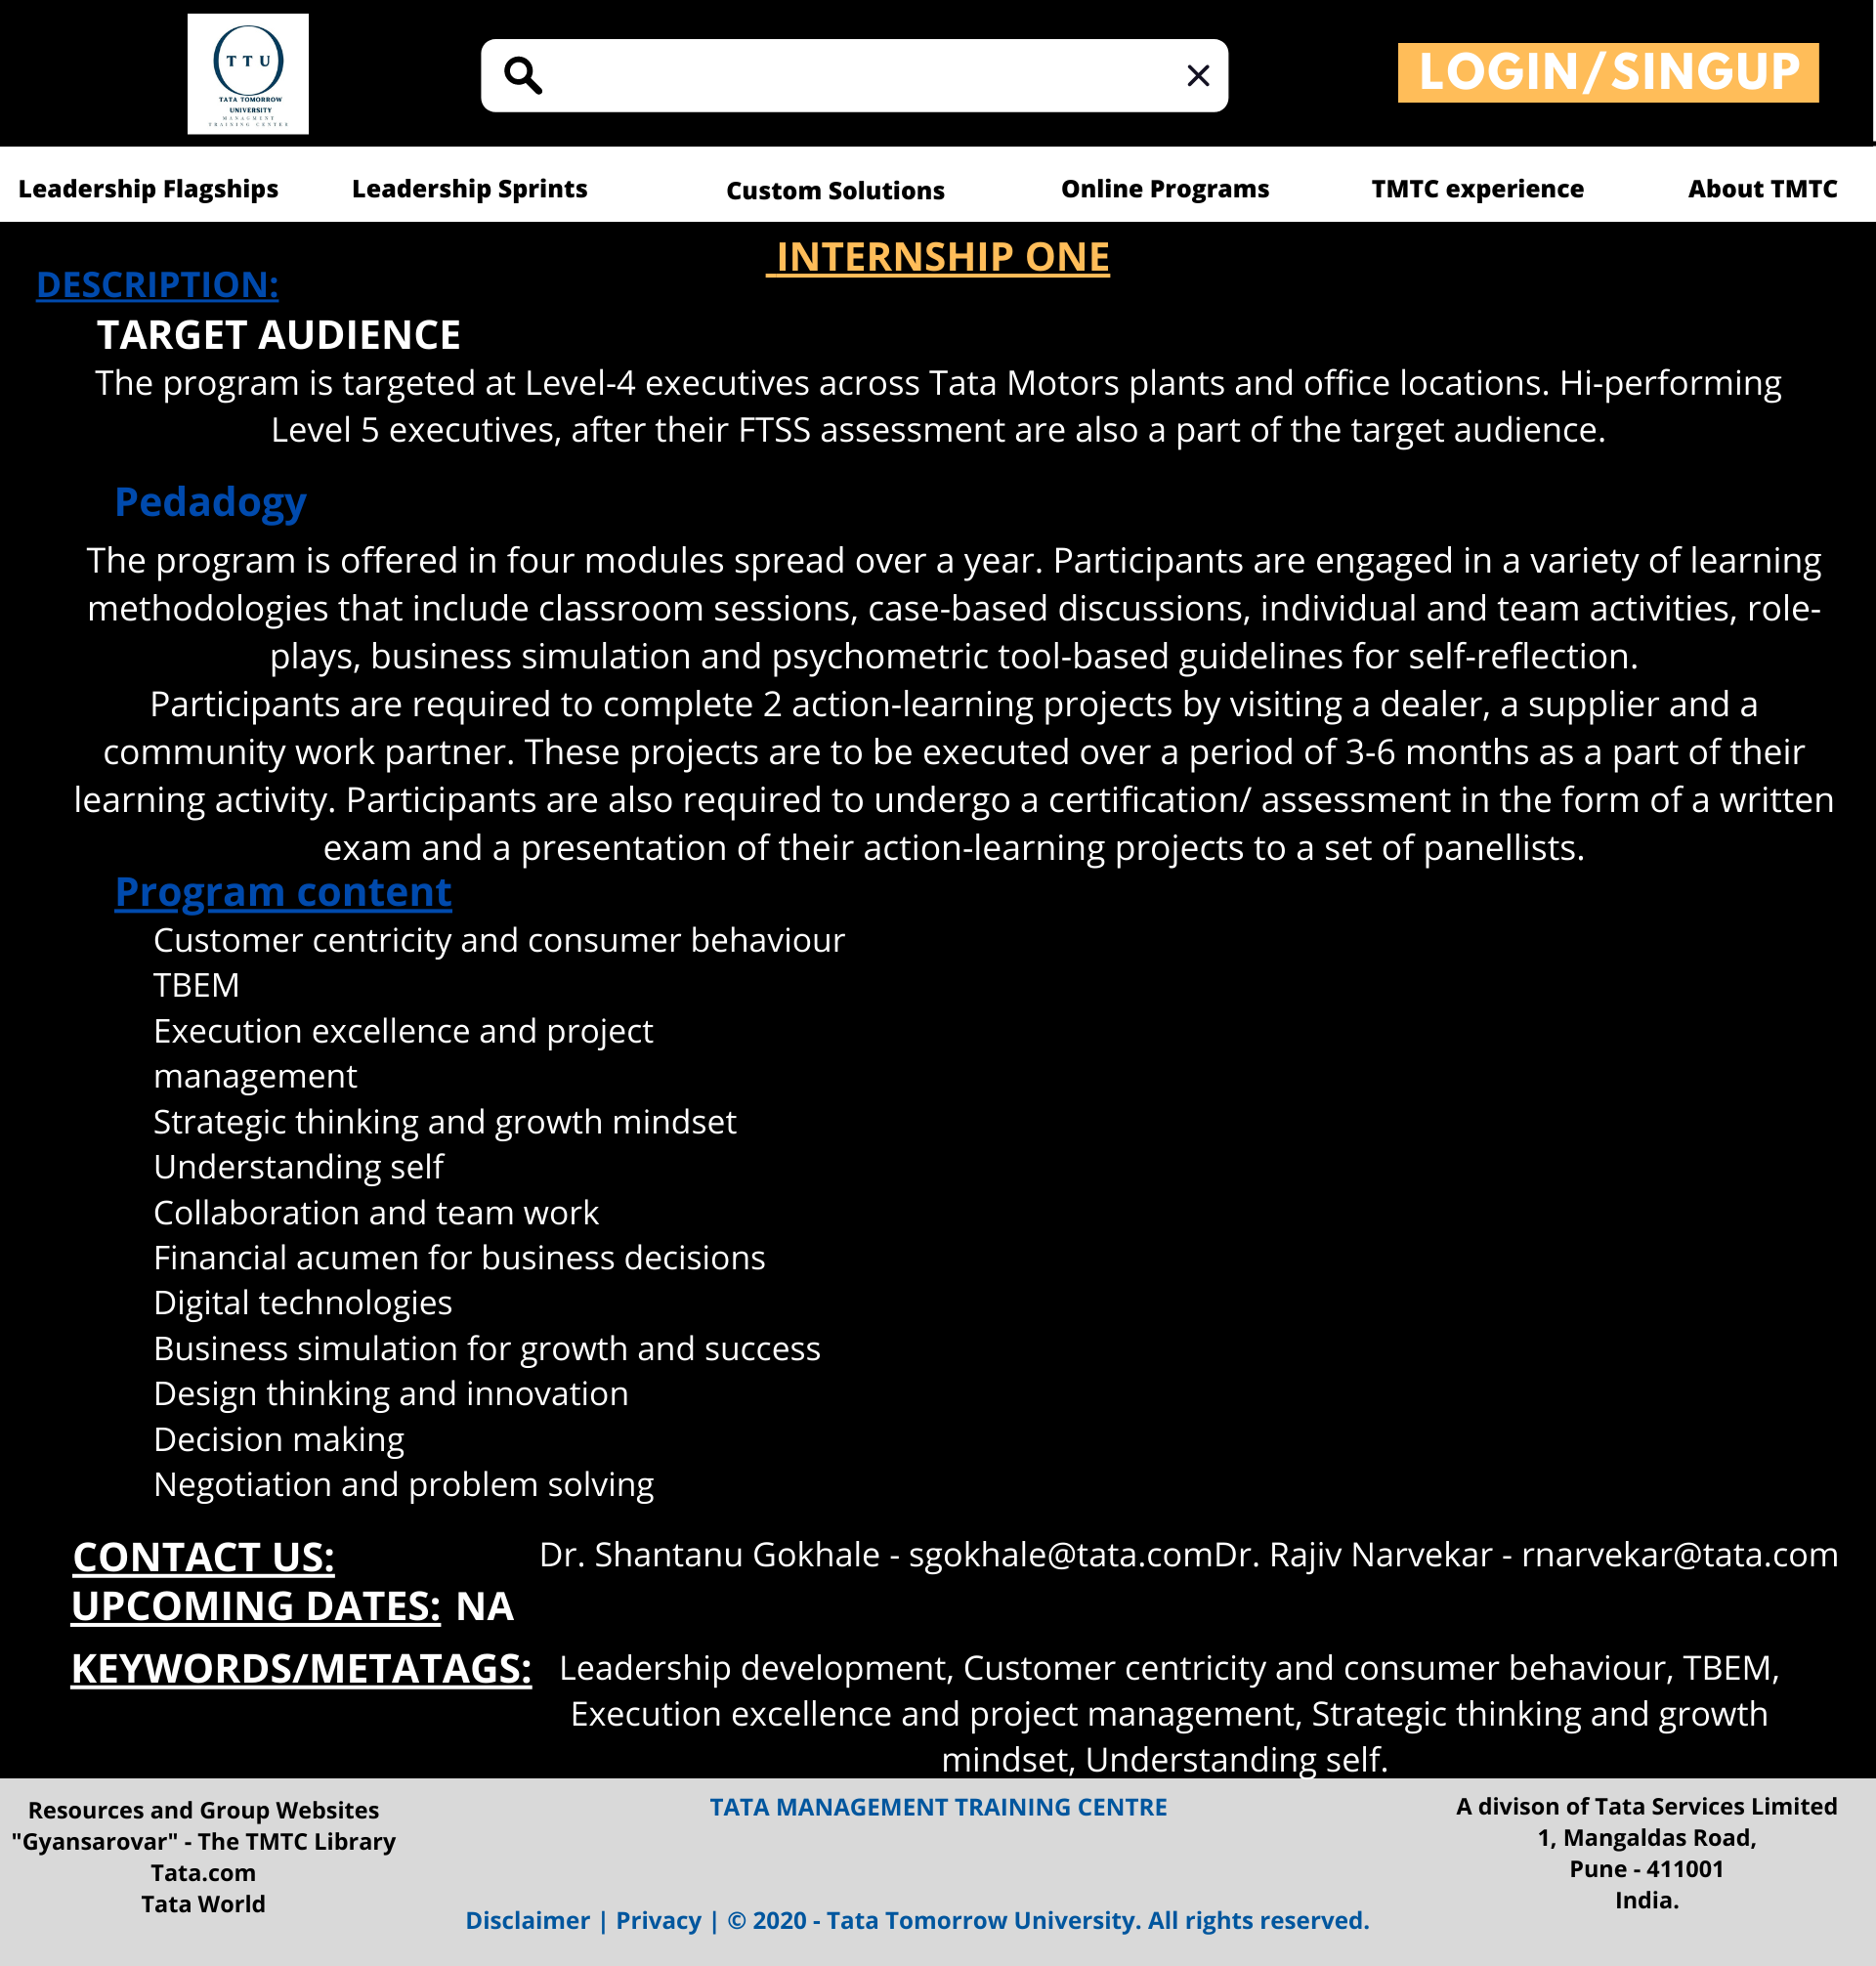 T T U
TATA TOMORROW
UNIVERSITY
MANAGMENT
TRAINING CENTRE
LOGIN/SINGUP
Leadership Flagships
Leadership Sprints
Custom Solutions
Online Programs
TMTC experience
About TMTC
INTERNSHIP ONE
DESCRIPTION:
TARGET AUDIENCE
The program is targeted at Level-4 executives across Tata Motors plants and office locations. Hi-performing
Level 5 executives, after their FTSS assessment are also a part of the target audience.
Pedadogy
The program is offered in four modules spread over a year. Participants are engaged in a variety of learning
methodologies that include classroom sessions, case-based discussions, individual and team activities, role-
plays, business simulation and psychometric tool-based guidelines for self-reflection.
Participants are required to complete 2 action-learning projects by visiting a dealer, a supplier and a
community work partner. These projects are to be executed over a period of 3-6 months as a part of their
learning activity. Participants are also required to undergo a certification/ assessment in the form of a written
exam and a presentation of their action-learning projects to a set of panellists.
Program content
Customer centricity and consumer behaviour
TBEM
Execution excellence and project
management
Strategic thinking and growth mindset
Understanding self
Collaboration and team work
Financial acumen for business decisions
Digital technologies
Business simulation for growth and success
Design thinking and innovation
Decision making
Negotiation and problem solving
CONTACT US:
Dr. Shantanu Gokhale - sgokhale@tata.comDr. Rajiv Narvekar - rnarvekar@tata.com
UPCOMING DATES: NA
KEYWORDS/METATAGS:
Leadership development, Customer centricity and consumer behaviour, TBEM,
Execution excellence and project management, Strategic thinking and growth
mindset, Understanding self.
Resources and Group Websites
"Gyansarovar" - The TMTC Library
Tata.com
Tata World
TATA MANAGEMENT TRAINING CENTRE
Disclaimer | Privacy | © 2020 - Tata Tomorrow University. All rights reserved.
A divison of Tata Services Limited
1, Mangaldas Road,
Pune - 411001
India.